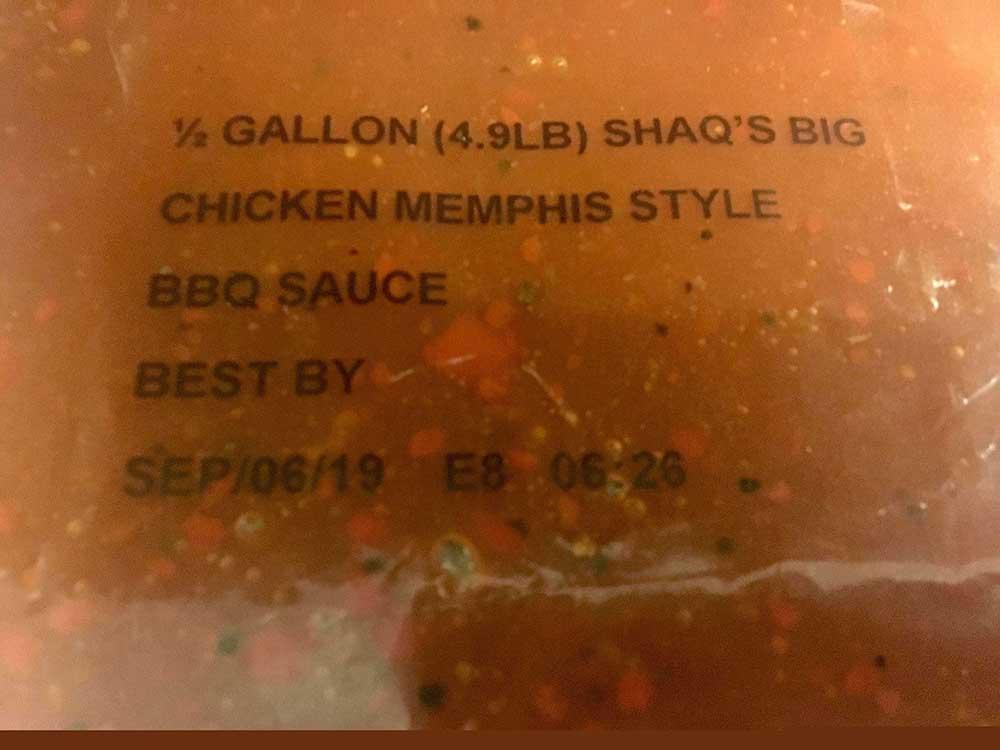 ½ GALLON (4.9LB) SHAQ'S BIG
CHICKEN MEMPHIS STYLE
BBQ SAUCE
BEST BY
SEP/06/19 E8 06:26